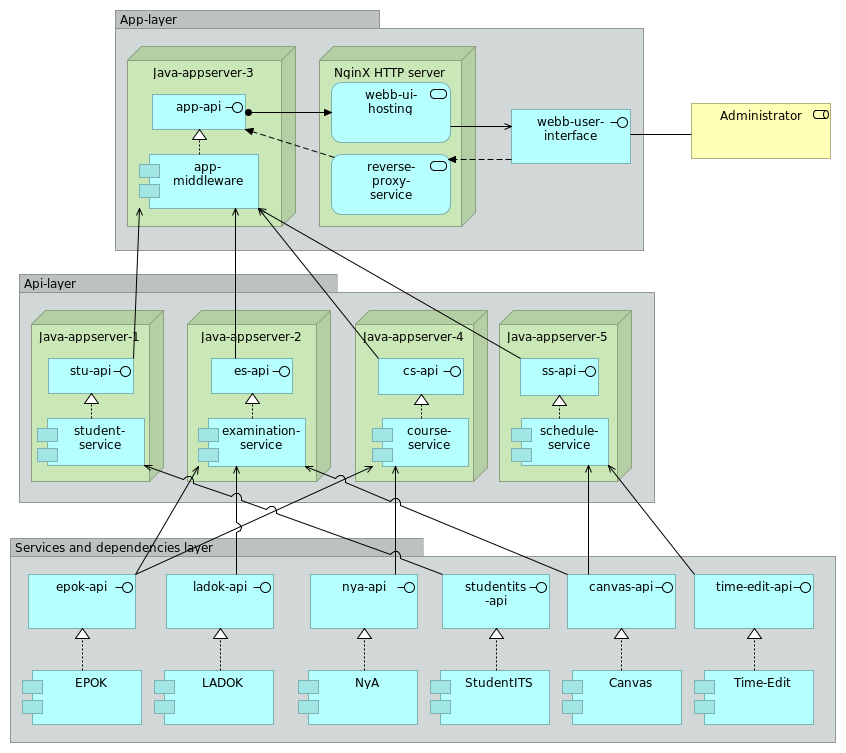 App-layer
Java-appserver-3
NginX HTTP server
app-api
webb-ui-
hosting
webb-user-
interface
Administrator
app-
middleware
reverse-
proxy-
service
Api-layer
Java-appserver-1
Java-appserver-2
Java-appserver-4
Java-appserver-5
stu-api
es-api
cs-api
ss-api
student-
service
examination-
service
course-
service
schedule-
service
Services and dependencies layer
epok-api
ladok-api
nya-api
studentits
-api
canvas-api
time-edit-api
EPOK
LADOK
NyA
StudentITS
Canvas
Time-Edit